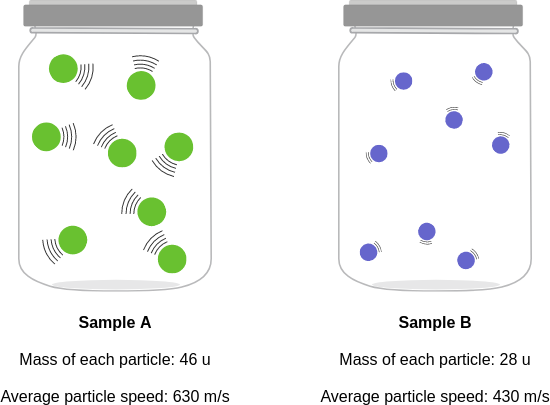 Sample A
Mass of each particle: 46 u
Average particle speed: 630 m/s
Sample B
Mass of each particle: 28 u
Average particle speed: 430 m/s